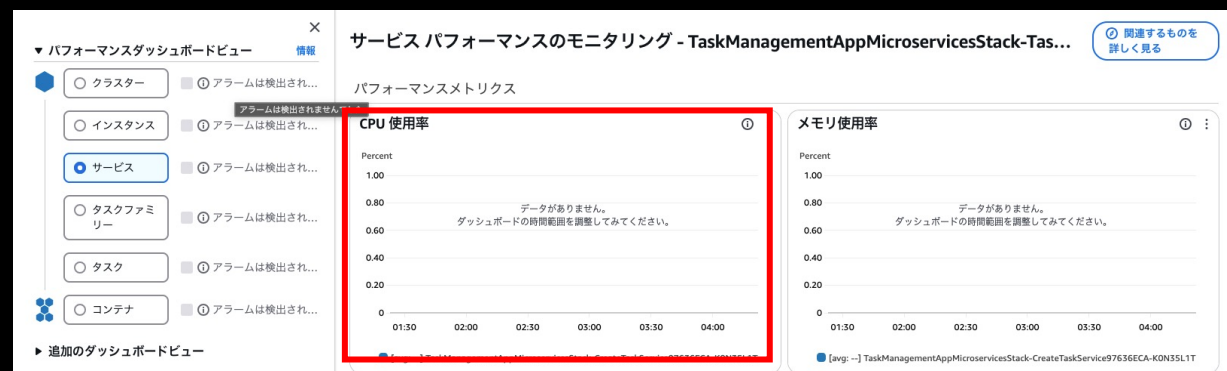 ▼ パフォーマンスダッシュボードビュー 情報
クラスター アラームは検出され...
アラームは検出されません
インスタンス アラームは検出され...
サービス アラームは検出され...
タスクファミリー アラームは検出され...
タスク アラームは検出され...
コンテナ アラームは検出され...
▶ 追加のダッシュボードビュー
サービス パフォーマンスのモニタリング - TaskManagementAppMicroservicesStack-Tas...
関連するものを
詳しく見る
パフォーマンスメトリクス
CPU 使用率
Percent
1.00
0.80
0.60
0.40
0.20
0
データがありません。
ダッシュボードの時間範囲を調整してみてください。
01:30 02:00 02:30 03:00 03:30 04:00
メモリ使用率
Percent
1.00
0.80
0.60
0.40
0.20
0
データがありません。
ダッシュボードの時間範囲を調整してみてください。
01:30 02:00 02:30 03:00 03:30 04:00
[avg: --] TaskManagementAppMicroservicesStack-CreateTaskService97636ECA-K0N35L1T